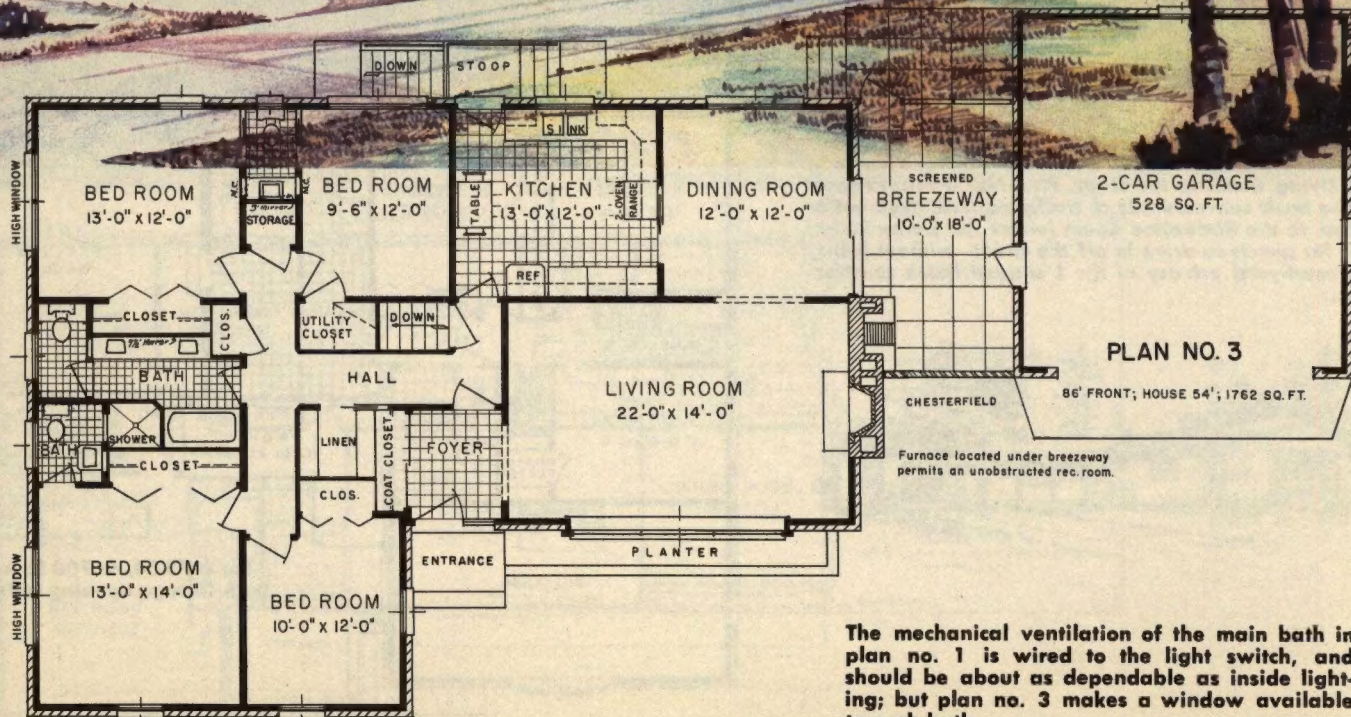 DOWN
STOOP
HIGH WINDOW
BED ROOM
13'-0" x 12'-0"
M.C.
M.C.
3' Mirror
STORAGE
BED ROOM
9'-6" x 12'-0"
SINK
TABLE
KITCHEN
13'-0" x 12'-0"
2-OVEN
RANGE
REF
DINING ROOM
12'-0" x 12'-0"
SCREENED
BREEZEWAY
10'-0" x 18'-0"
2-CAR GARAGE
528 SQ. FT.
CLOSET
CLOS.
UTILITY
CLOSET
DOWN
Mirror
BATH
HALL
LIVING ROOM
22'-0" x 14'-0"
CHESTERFIELD
PLAN NO. 3
86' FRONT; HOUSE 54'; 1762 SQ. FT.
BATH
SHOWER
CLOSET
LINEN
COAT CLOSET
FOYER
CLOS.
Furnace located under breezeway
permits an unobstructed rec. room.
HIGH WINDOW
BED ROOM
13'-0" x 14'-0"
BED ROOM
10'-0" x 12'-0"
ENTRANCE
PLANTER
The mechanical ventilation of the main bath in
plan no. 1 is wired to the light switch, and
should be about as dependable as inside light-
ing; but plan no. 3 makes a window available